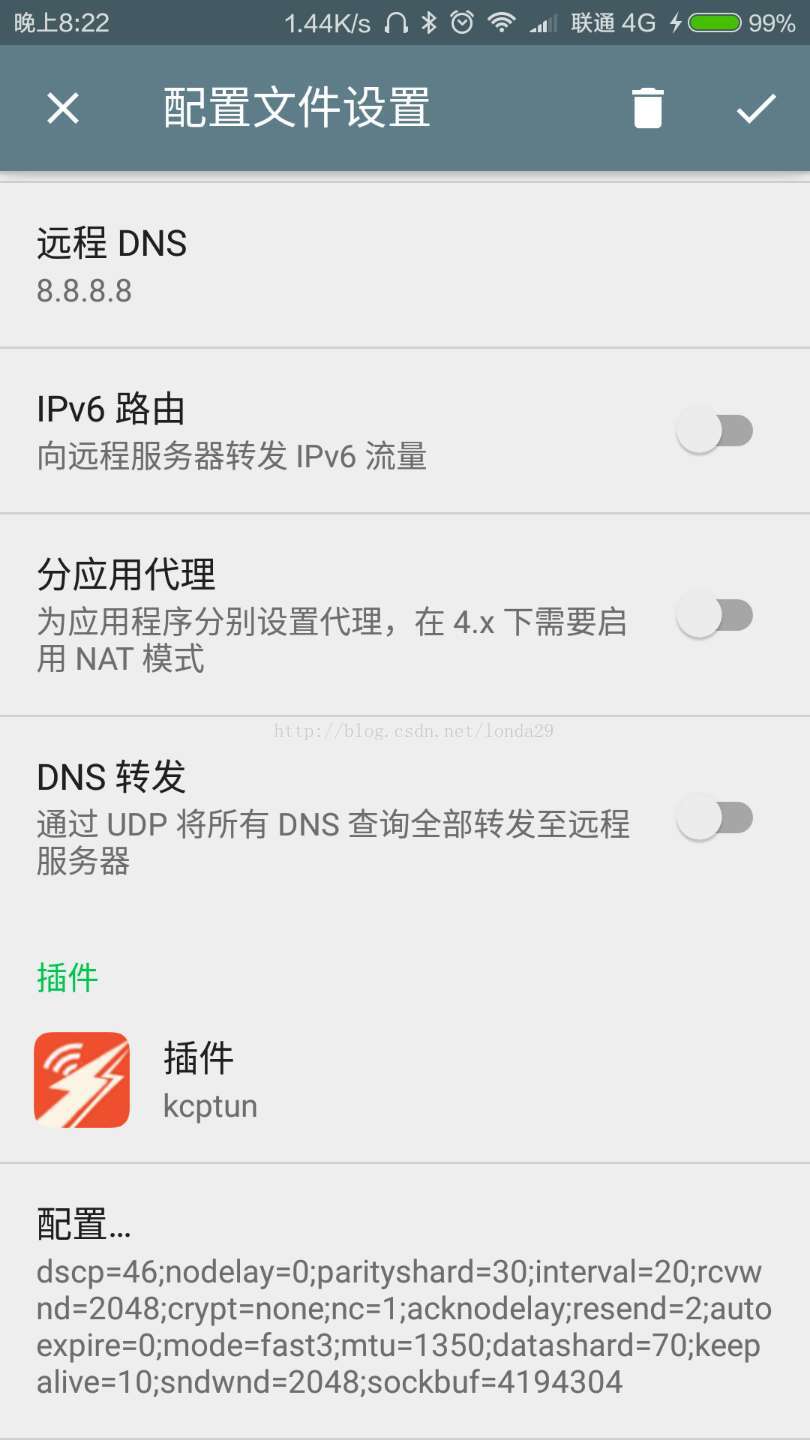 晚上8:22 1.44K/s 联通 4G 99%
配置文件设置
远程 DNS
8.8.8.8
IPv6 路由
向远程服务器转发 IPv6 流量
分应用代理
为应用程序分别设置代理，在 4.x 下需要启
用 NAT 模式
http://blog.csdn.net/londa29
DNS 转发
通过 UDP 将所有 DNS 查询全部转发至远程
服务器
插件
插件
kcptun
配置...
dscp=46;nodelay=0;parityshard=30;interval=20;rcvw
nd=2048;crypt=none;nc=1;acknodelay;resend=2;auto
expire=0;mode=fast3;mtu=1350;datashard=70;keep
alive=10;sndwnd=2048;sockbuf=4194304